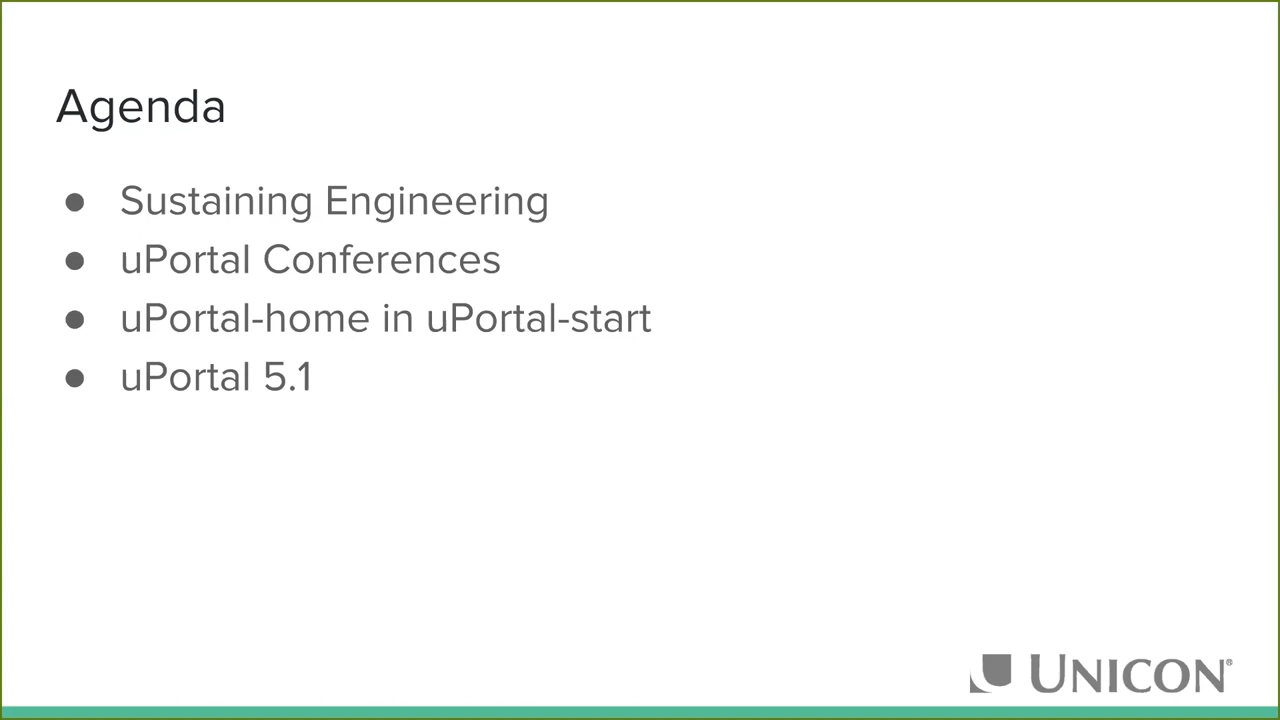 Agenda
● Sustaining Engineering
● uPortal Conferences
● uPortal-home in uPortal-start
● uPortal 5.1
UNICON®